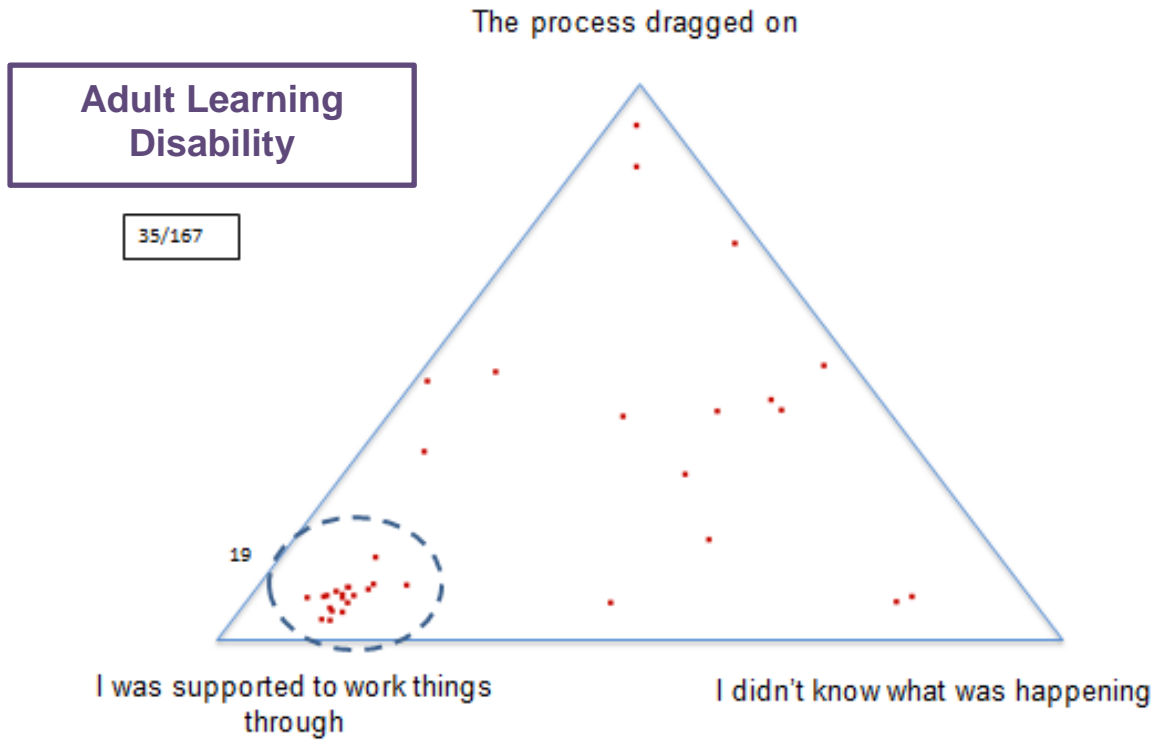 The process dragged on
Adult Learning
Disability
35/167
19
I was supported to work things
through
I didn't know what was happening